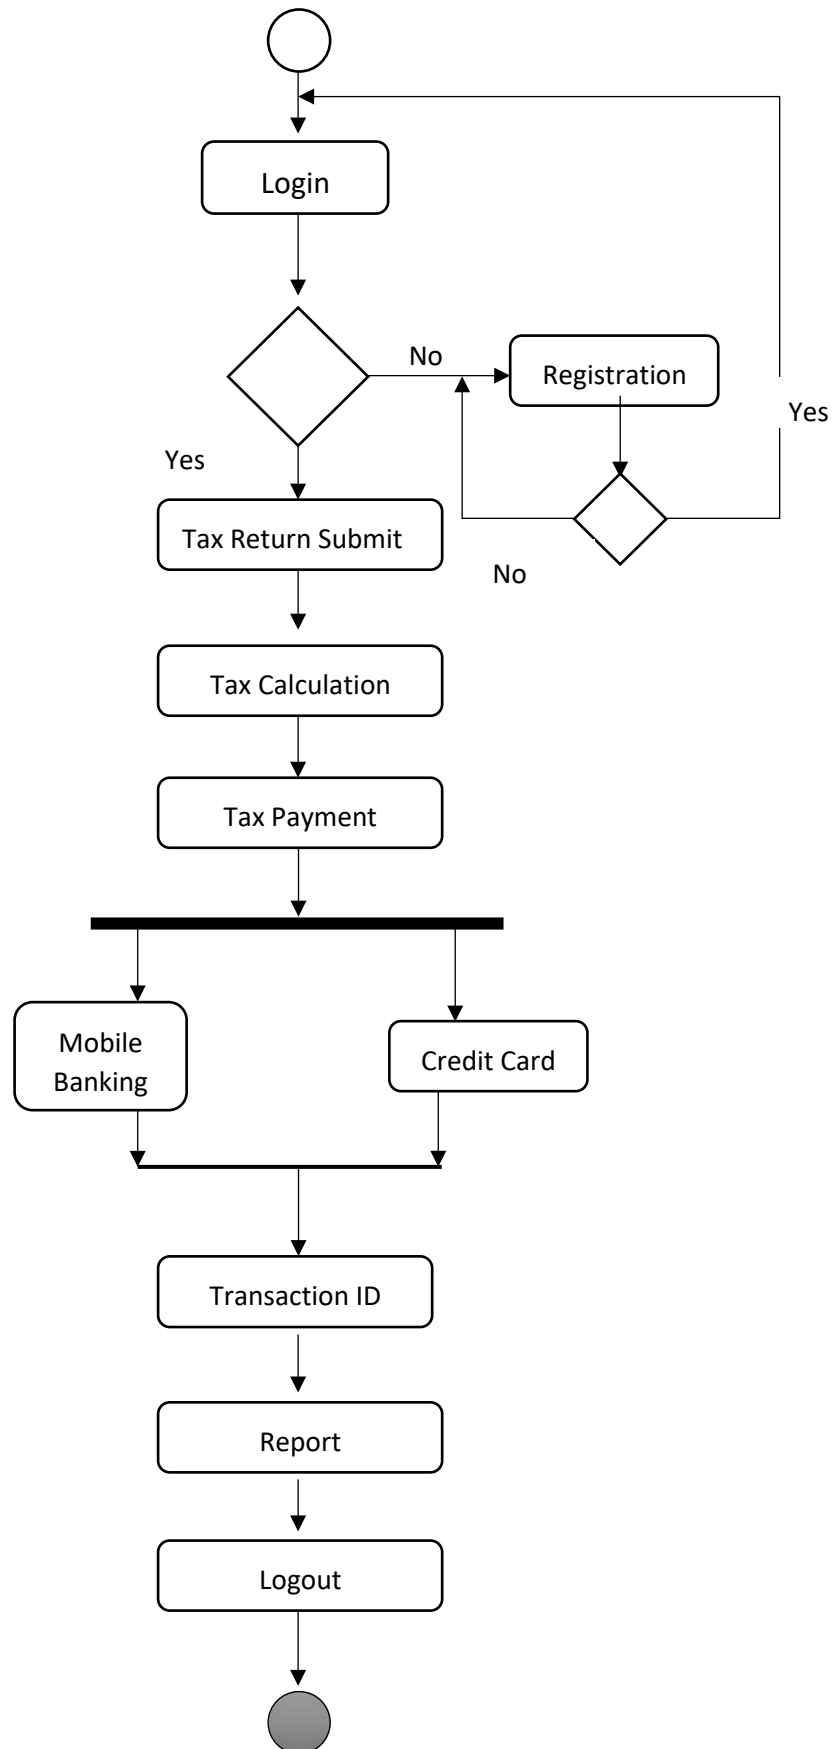 Login
No
Registration
Yes
Yes
Tax Return Submit
No
Tax Calculation
Tax Payment
Mobile
Banking
Credit Card
Transaction ID
Report
Logout